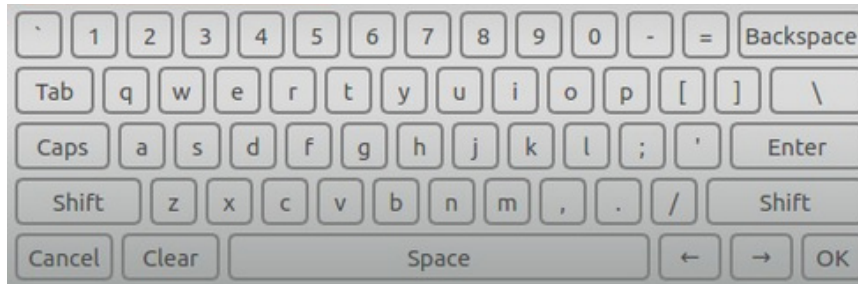 ` 1 2 3 4 5 6 7 8 9 0 - = Backspace
Tab q w e r t y u i o p [ ] \
Caps a s d f g h j k l ; ' Enter
Shift z x c v b n m , . / Shift
Cancel Clear Space ← → OK